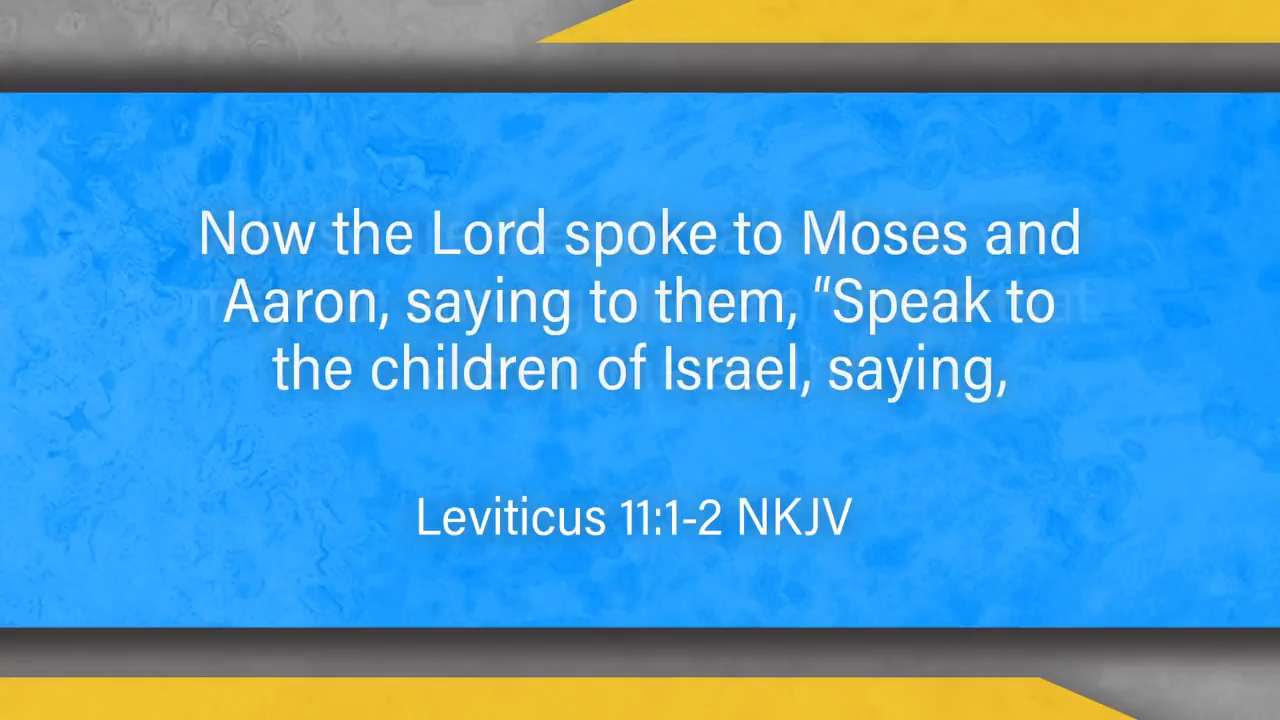 Now the Lord spoke to Moses and
Aaron, saying to them, “Speak to
the children of Israel, saying,
Leviticus 11:1-2 NKJV